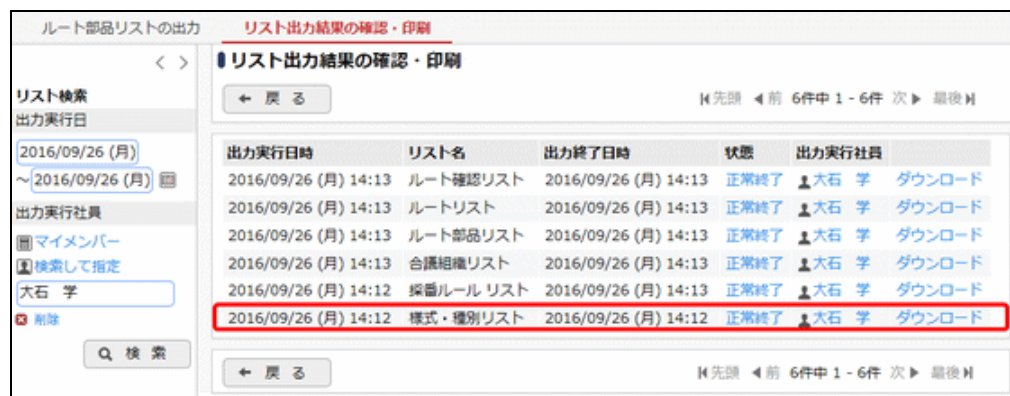 ルート部品リストの出力　リスト出力結果の確認・印刷
< >
リスト検索
出力実行日
2016/09/26 (月)
～2016/09/26 (月)
出力実行社員
マイメンバー
検索して指定
大石　学
削除
検 索
リスト出力結果の確認・印刷
← 戻 る
先頭 ◀前 6件中 1 - 6件 次▶ 最後
出力実行日時 リスト名 出力終了日時 状態 出力実行社員
2016/09/26 (月) 14:13 ルート確認リスト 2016/09/26 (月) 14:13 正常終了 大石　学 ダウンロード
2016/09/26 (月) 14:13 ルートリスト 2016/09/26 (月) 14:13 正常終了 大石　学 ダウンロード
2016/09/26 (月) 14:13 ルート部品リスト 2016/09/26 (月) 14:13 正常終了 大石　学 ダウンロード
2016/09/26 (月) 14:13 合議組織リスト 2016/09/26 (月) 14:13 正常終了 大石　学 ダウンロード
2016/09/26 (月) 14:12 採番ルール リスト 2016/09/26 (月) 14:13 正常終了 大石　学 ダウンロード
2016/09/26 (月) 14:12 様式・種別リスト 2016/09/26 (月) 14:12 正常終了 大石　学 ダウンロード
← 戻 る
先頭 ◀前 6件中 1 - 6件 次▶ 最後